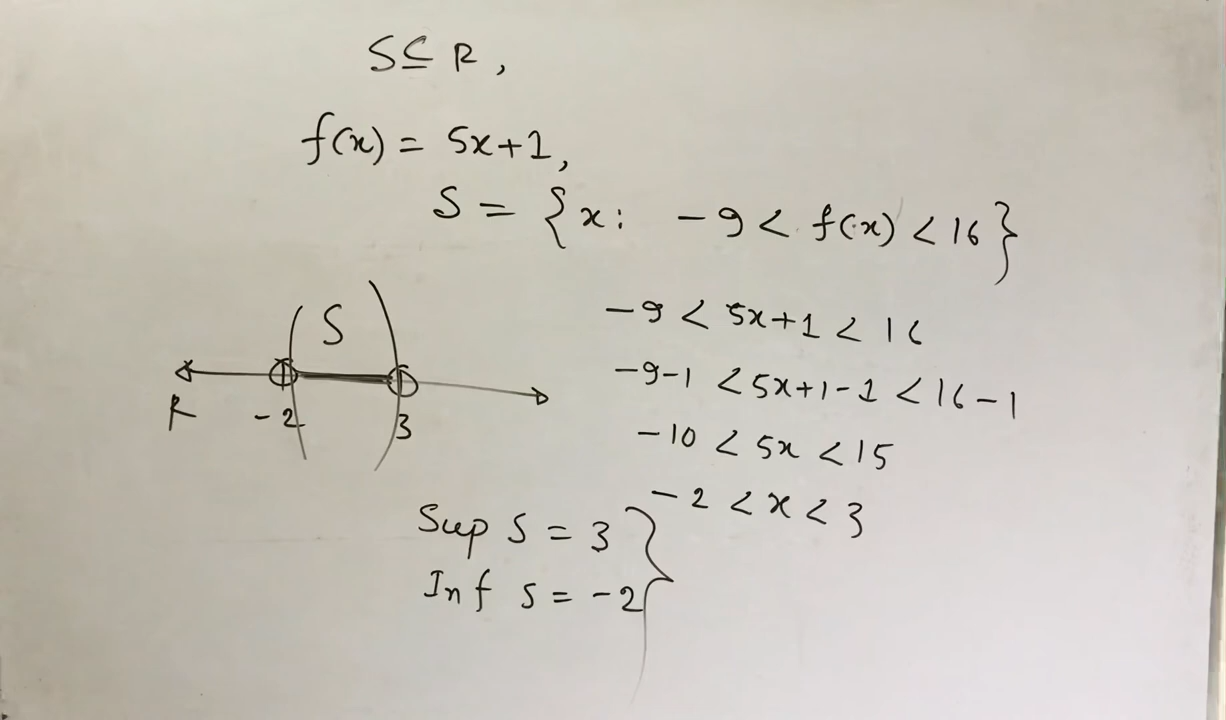 S ⊆ R,
f(x) = 5x+1,
S = {x: -9 < f(x) < 16}
-9 < 5x+1 < 16
-9-1 < 5x+1-1 < 16-1
-10 < 5x < 15
-2 < x < 3
S
R -2 3
Sup S = 3
Inf S = -2